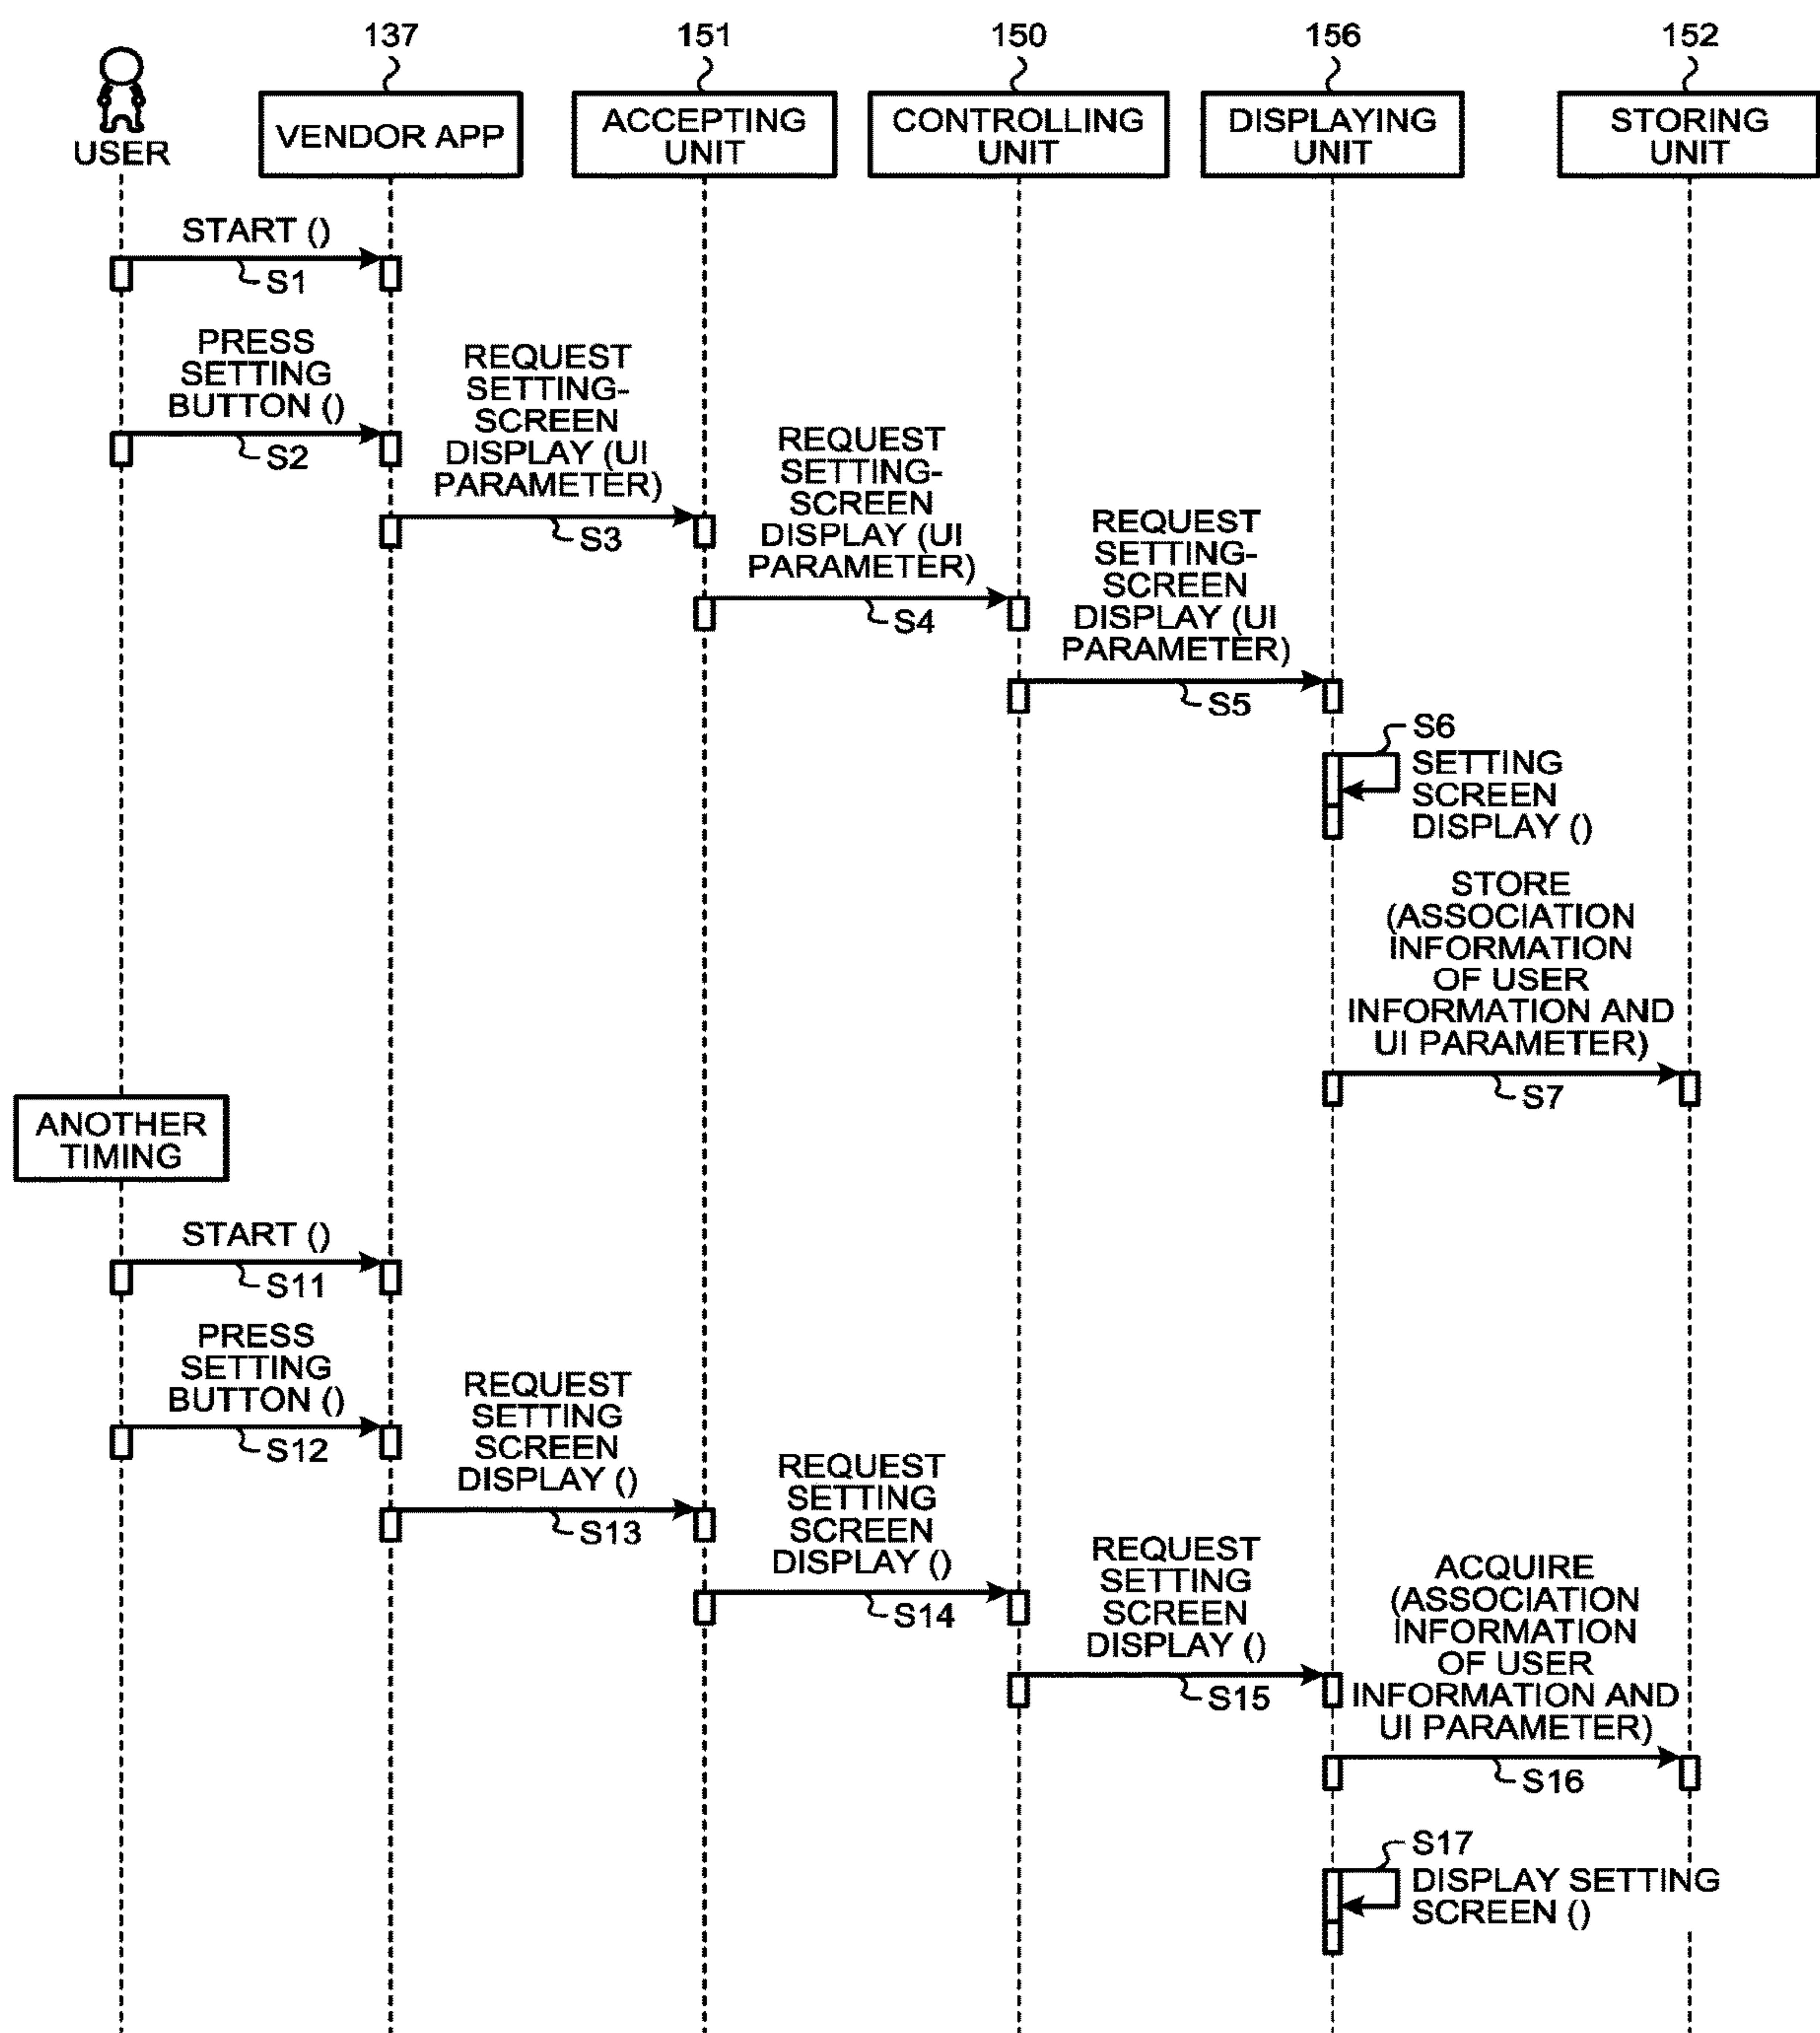 137
151
150
156
152
USER
VENDOR APP
ACCEPTING
UNIT
CONTROLLING
UNIT
DISPLAYING
UNIT
STORING
UNIT
START ()
S1
PRESS
SETTING
BUTTON ()
S2
REQUEST
SETTING-
SCREEN
DISPLAY (UI
PARAMETER)
S3
REQUEST
SETTING-
SCREEN
DISPLAY (UI
PARAMETER)
S4
REQUEST
SETTING-
SCREEN
DISPLAY (UI
PARAMETER)
S5
S6
SETTING
SCREEN
DISPLAY ()
STORE
(ASSOCIATION
INFORMATION
OF USER
INFORMATION AND
UI PARAMETER)
S7
ANOTHER
TIMING
START ()
S11
PRESS
SETTING
BUTTON ()
S12
REQUEST
SETTING
SCREEN
DISPLAY ()
S13
REQUEST
SETTING
SCREEN
DISPLAY ()
S14
REQUEST
SETTING
SCREEN
DISPLAY ()
S15
ACQUIRE
(ASSOCIATION
INFORMATION
OF USER
INFORMATION AND
UI PARAMETER)
S16
S17
DISPLAY SETTING
SCREEN ()